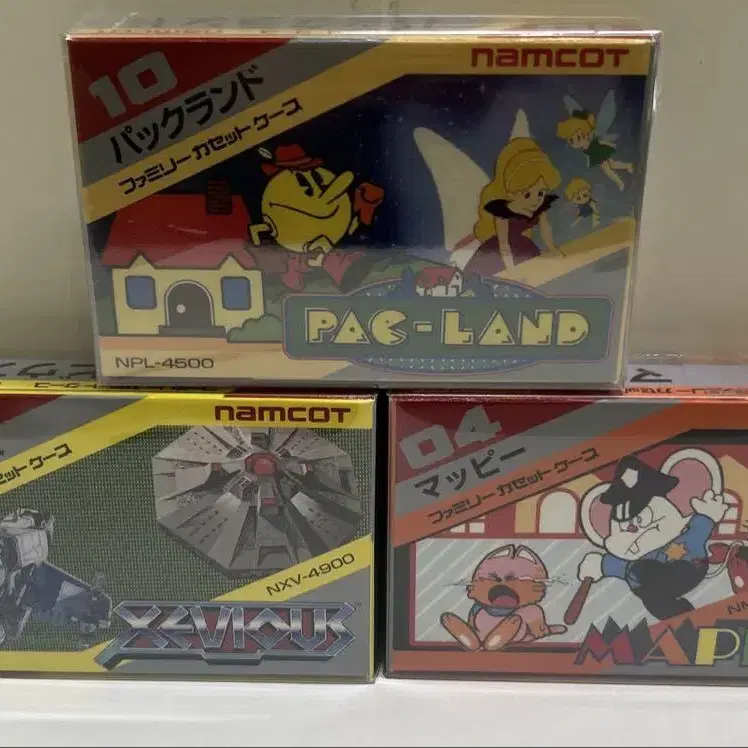 namcot
10
パックランド
ファミリーカセットケース
PAC-LAND
NPL-4500
namcot
セットケース
NXV-4900
XEVIOUS
04
マッピー
ファミリーカセットケース
MAP